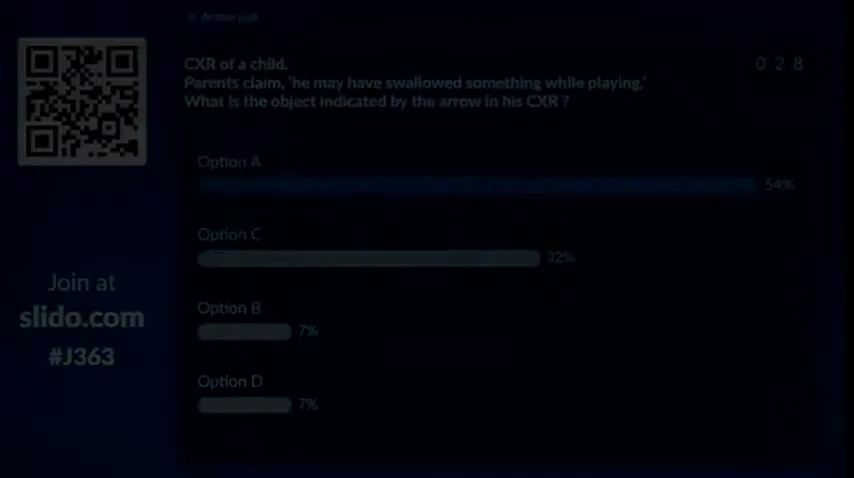 Active poll
CXR of a child.
Parents claim, 'he may have swallowed something while playing.'
What is the object indicated by the arrow in his CXR ?
0 2 8
Option A
54%
Option C
32%
Option B
7%
Option D
7%
Join at
slido.com
#J363